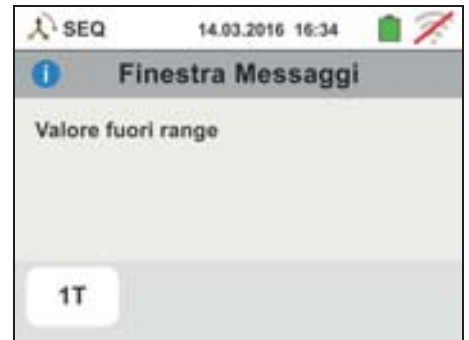 SEQ 14.03.2016 16:34
Finestra Messaggi
Valore fuori range
1T